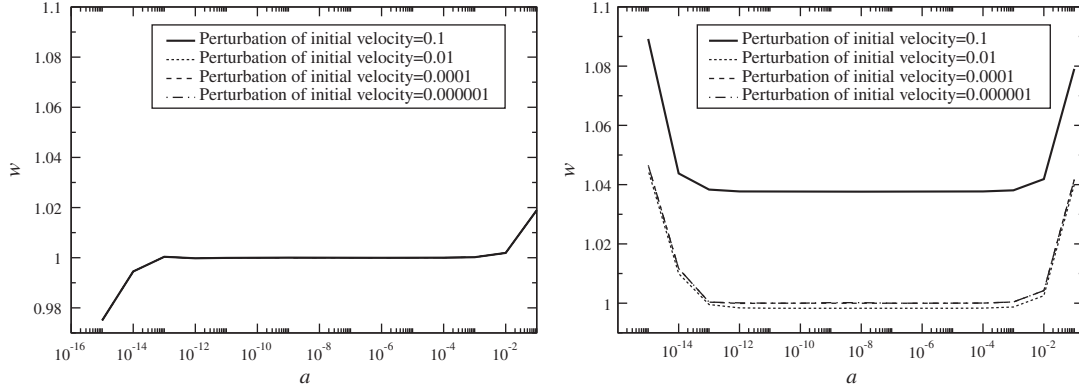 1.1
1.08
1.06
1.04
1.02
1
0.98
w
Perturbation of initial velocity=0.1
Perturbation of initial velocity=0.01
Perturbation of initial velocity=0.0001
Perturbation of initial velocity=0.000001
10^-16 10^-14 10^-12 10^-10 10^-8 10^-6 10^-4 10^-2
a
1.1
1.08
1.06
1.04
1.02
1
w
Perturbation of initial velocity=0.1
Perturbation of initial velocity=0.01
Perturbation of initial velocity=0.0001
Perturbation of initial velocity=0.000001
10^-14 10^-12 10^-10 10^-8 10^-6 10^-4 10^-2
a